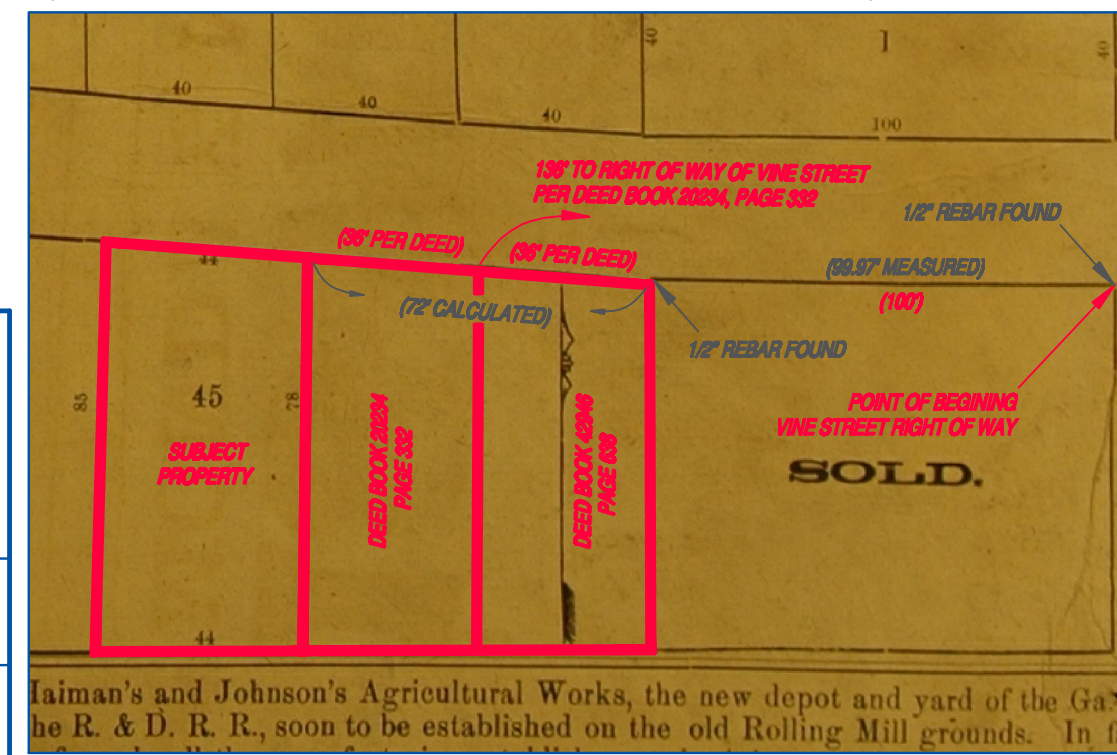 40
1
40
40
40
40
100
136' TO RIGHT OF WAY OF VINE STREET
PER DEED BOOK 20234, PAGE 332
1/2" REBAR FOUND
(36' PER DEED)
(36' PER DEED)
44
(99.97' MEASURED)
(100')
(72' CALCULATED)
1/2" REBAR FOUND
85
45
78
SUBJECT
PROPERTY
DEED BOOK 20234
PAGE 332
DEED BOOK 42946
PAGE 636
POINT OF BEGINING
VINE STREET RIGHT OF WAY
SOLD.
44
Iaiman's and Johnson's Agricultural Works, the new depot and yard of the Ga
he R. & D. R. R., soon to be established on the old Rolling Mill grounds. In